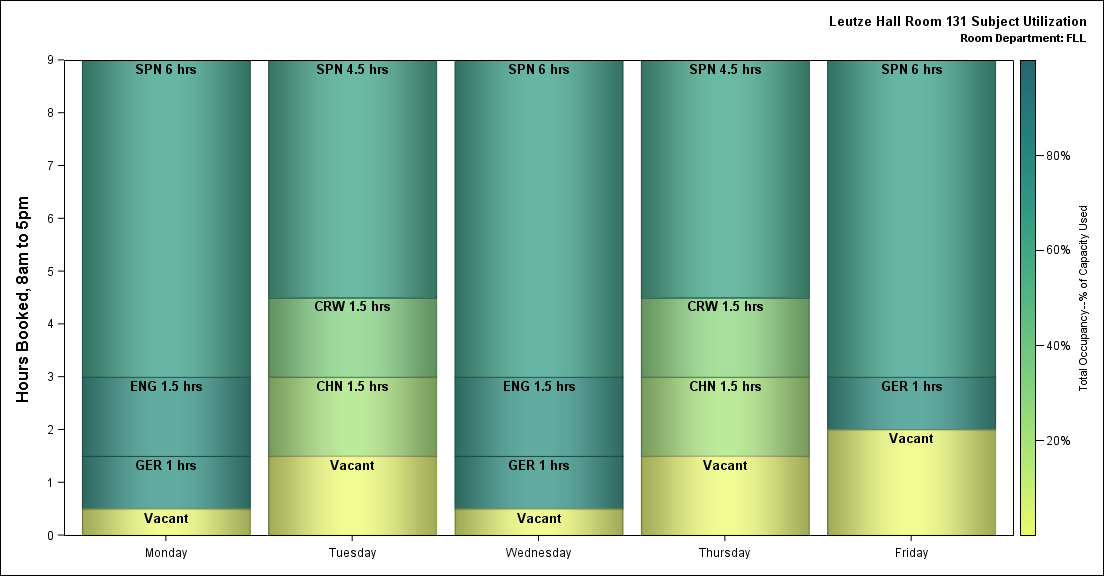 Leutze Hall Room 131 Subject Utilization
Room Department: FLL
Hours Booked, 8am to 5pm
9
8
7
6
5
4
3
2
1
0
SPN 6 hrs
ENG 1.5 hrs
GER 1 hrs
Vacant
Monday
SPN 4.5 hrs
CRW 1.5 hrs
CHN 1.5 hrs
Vacant
Tuesday
SPN 6 hrs
ENG 1.5 hrs
GER 1 hrs
Vacant
Wednesday
SPN 4.5 hrs
CRW 1.5 hrs
CHN 1.5 hrs
Vacant
Thursday
SPN 6 hrs
GER 1 hrs
Vacant
Friday
80%
60%
40%
20%
Total Occupancy--% of Capacity Used